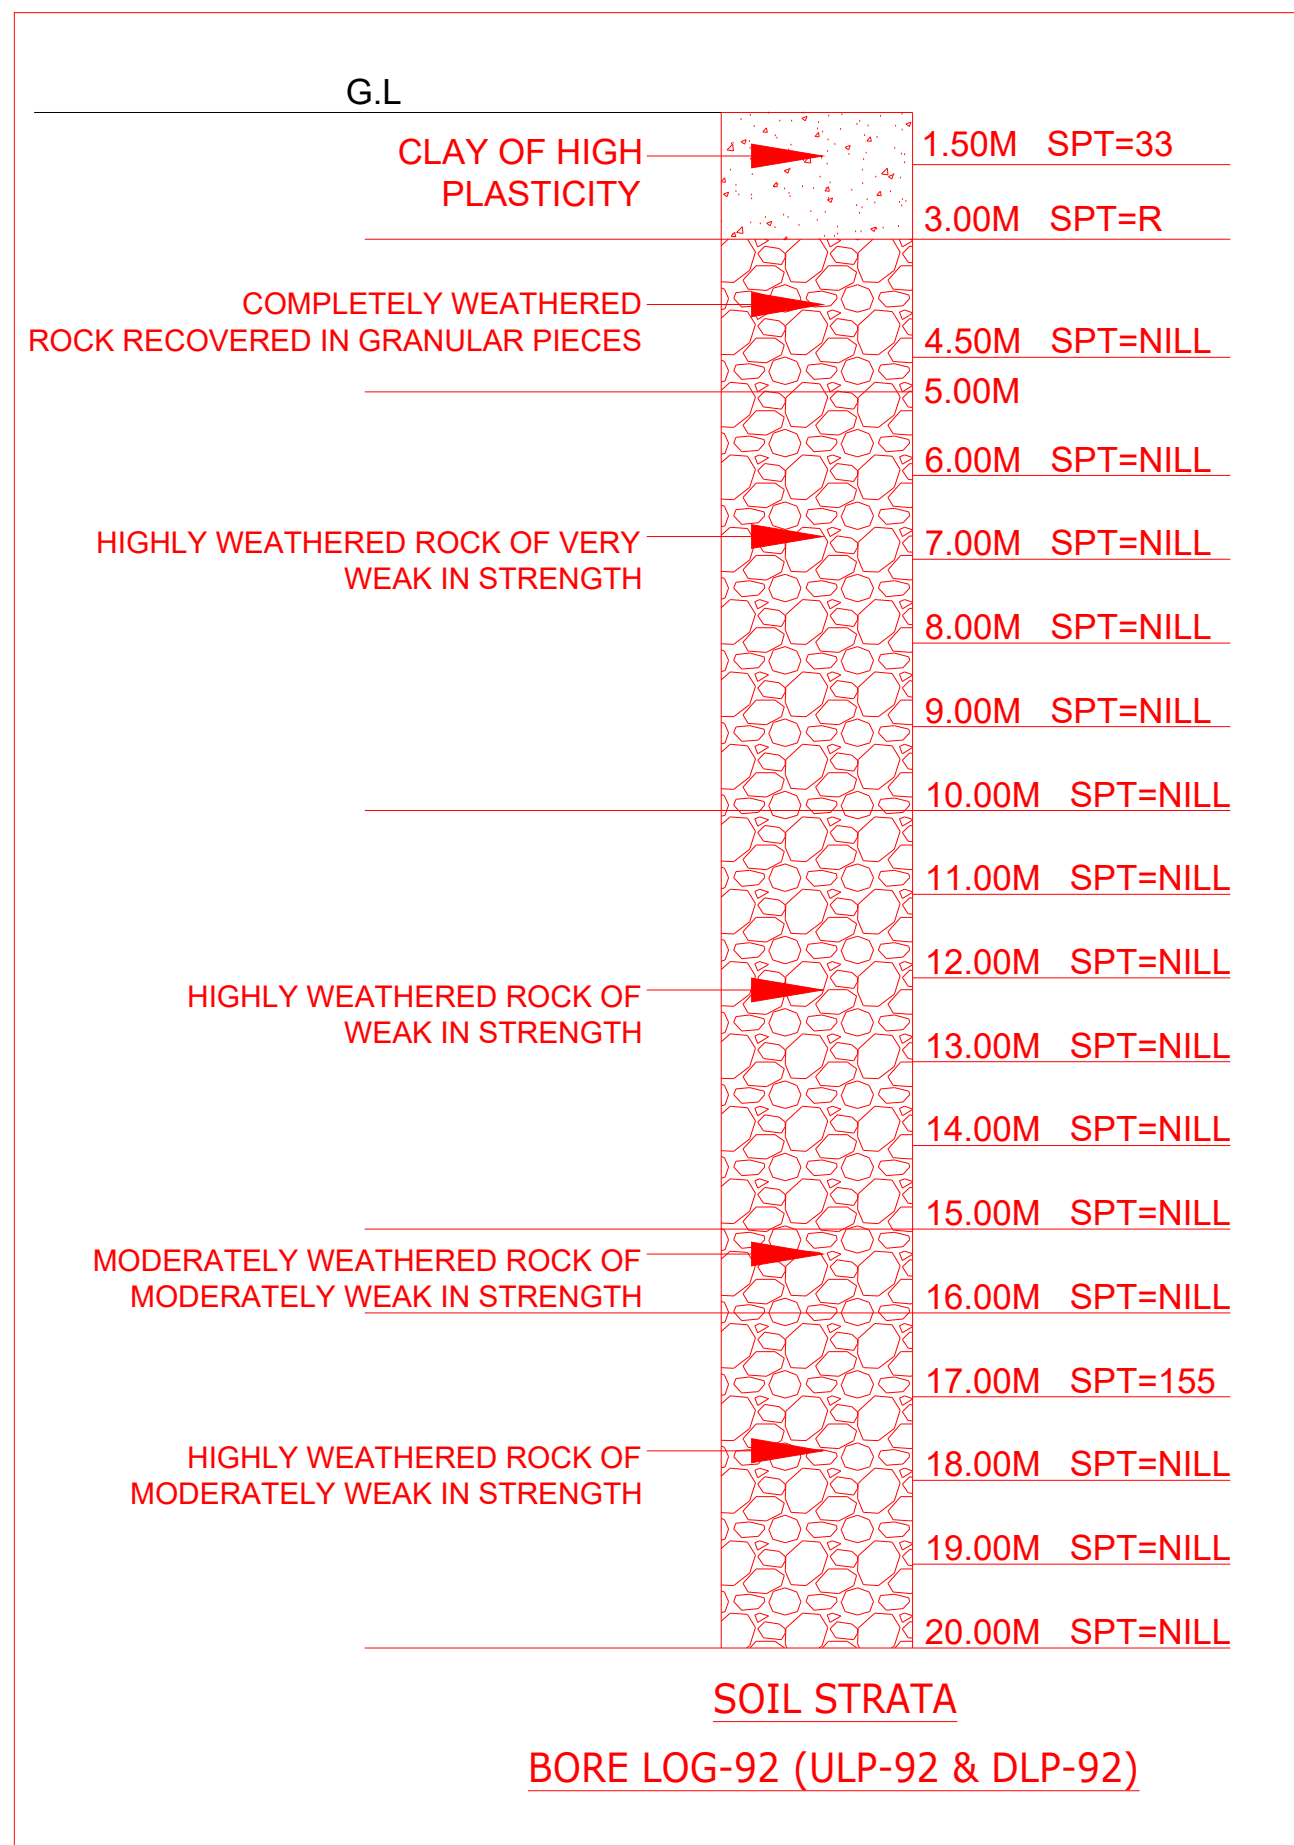 G.L
CLAY OF HIGH
PLASTICITY
1.50M SPT=33
3.00M SPT=R
COMPLETELY WEATHERED
ROCK RECOVERED IN GRANULAR PIECES
4.50M SPT=NILL
5.00M
6.00M SPT=NILL
HIGHLY WEATHERED ROCK OF VERY
WEAK IN STRENGTH
7.00M SPT=NILL
8.00M SPT=NILL
9.00M SPT=NILL
10.00M SPT=NILL
11.00M SPT=NILL
12.00M SPT=NILL
HIGHLY WEATHERED ROCK OF
WEAK IN STRENGTH
13.00M SPT=NILL
14.00M SPT=NILL
15.00M SPT=NILL
MODERATELY WEATHERED ROCK OF
MODERATELY WEAK IN STRENGTH
16.00M SPT=NILL
17.00M SPT=155
HIGHLY WEATHERED ROCK OF
MODERATELY WEAK IN STRENGTH
18.00M SPT=NILL
19.00M SPT=NILL
20.00M SPT=NILL
SOIL STRATA
BORE LOG-92 (ULP-92 & DLP-92)